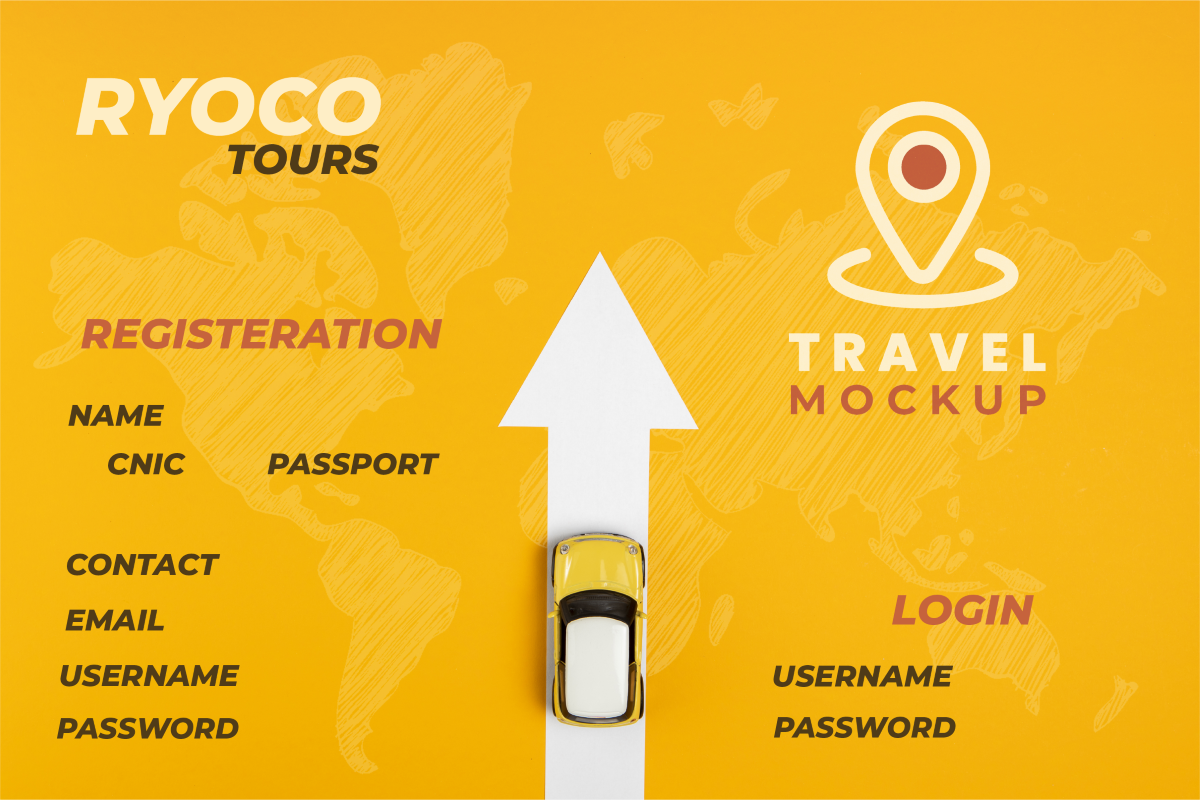 RYOCO
TOURS
REGISTERATION
NAME
CNIC PASSPORT
CONTACT
EMAIL
USERNAME
PASSWORD
TRAVEL
MOCKUP
LOGIN
USERNAME
PASSWORD